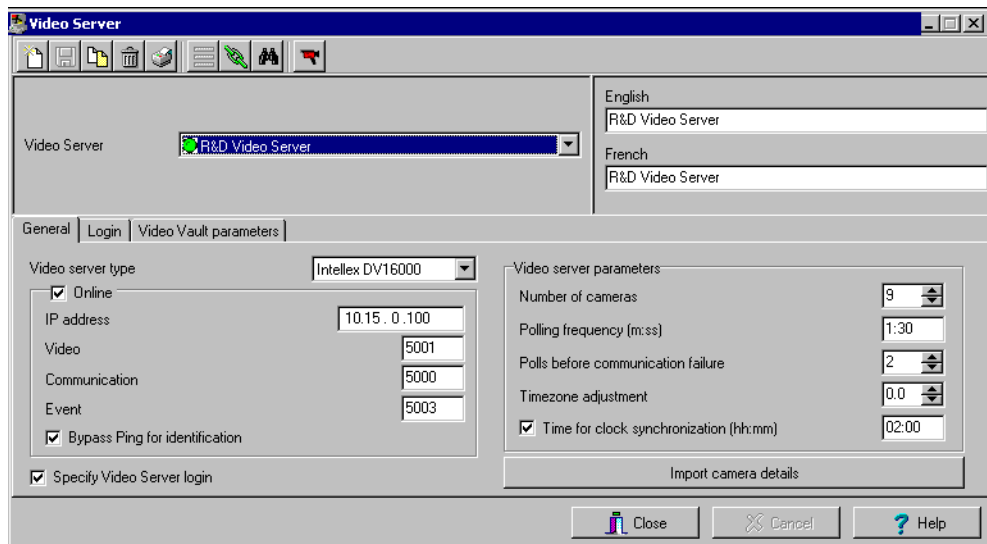 Video Server
English
R&D Video Server
Video Server
R&D Video Server
French
R&D Video Server
General
Login
Video Vault parameters
Video server type
Intellex DV16000
Online
IP address
10.15 . 0 .100
Video
5001
Communication
5000
Event
5003
Bypass Ping for identification
Specify Video Server login
Video server parameters
Number of cameras
9
Polling frequency (m:ss)
1:30
Polls before communication failure
2
Timezone adjustment
0.0
Time for clock synchronization (hh:mm)
02:00
Import camera details
Close
Cancel
Help